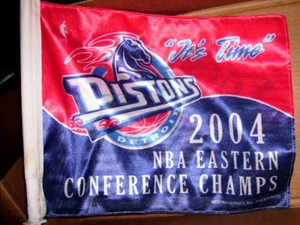 "It's Time"
PISTONS
DETROIT
2004
NBA EASTERN
CONFERENCE CHAMPS